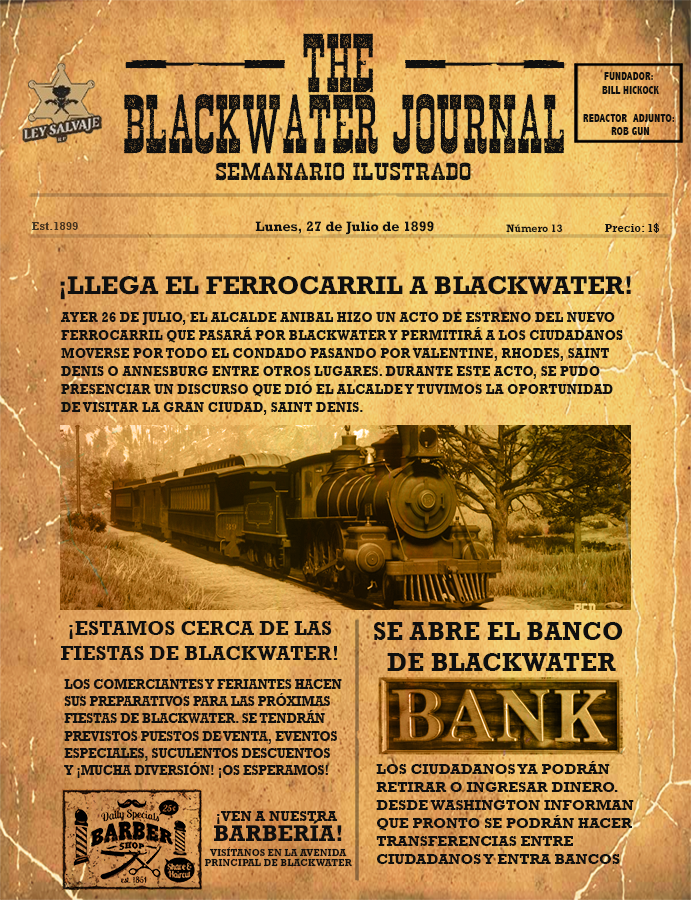 THE
BLACKWATER JOURNAL
SEMANARIO ILUSTRADO
LEY SALVAJE
R.P
FUNDADOR:
BILL HICKOCK
REDACTOR ADJUNTO:
ROB GUN
Est.1899
Lunes, 27 de Julio de 1899
Número 13
Precio: 1$
¡LLEGA EL FERROCARRIL A BLACKWATER!
AYER 26 DE JULIO, EL ALCALDE ANIBAL HIZO UN ACTO DE ESTRENO DEL NUEVO
FERROCARRIL QUE PASARÁ POR BLACKWATER Y PERMITIRÁ A LOS CIUDADANOS
MOVERSE POR TODO EL CONDADO PASANDO POR VALENTINE, RHODES, SAINT
DENIS O ANNESBURG ENTRE OTROS LUGARES. DURANTE ESTE ACTO, SE PUDO
PRESENCIAR UN DISCURSO QUE DIÓ EL ALCALDE Y TUVIMOS LA OPORTUNIDAD
DE VISITAR LA GRAN CIUDAD, SAINT DENIS.
¡ESTAMOS CERCA DE LAS
FIESTAS DE BLACKWATER!
LOS COMERCIANTES Y FERIANTES HACEN
SUS PREPARATIVOS PARA LAS PRÓXIMAS
FIESTAS DE BLACKWATER. SE TENDRÁN
PREVISTOS PUESTOS DE VENTA, EVENTOS
ESPECIALES, SUCULENTOS DESCUENTOS
Y ¡MUCHA DIVERSIÓN! ¡OS ESPERAMOS!
Dally Specials
25¢
BARBER
SHOP
Shave &
Haircut
est. 1851
¡VEN A NUESTRA
BARBERÍA!
VISÍTANOS EN LA AVENIDA
PRINCIPAL DE BLACKWATER
SE ABRE EL BANCO
DE BLACKWATER
BANK
LOS CIUDADANOS YA PODRÁN
RETIRAR O INGRESAR DINERO.
DESDE WASHINGTON INFORMAN
QUE PRONTO SE PODRÁN HACER
TRANSFERENCIAS ENTRE
CIUDADANOS Y ENTRA BANCOS